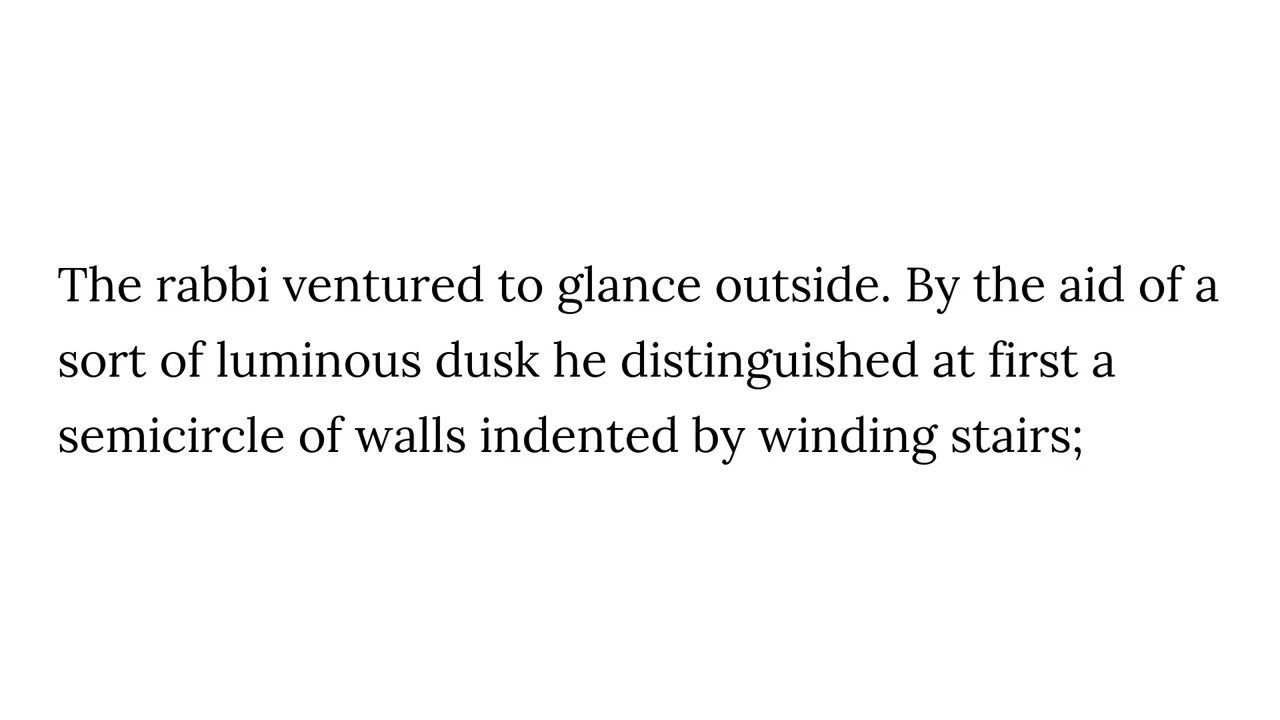 The rabbi ventured to glance outside. By the aid of a
sort of luminous dusk he distinguished at first a
semicircle of walls indented by winding stairs;